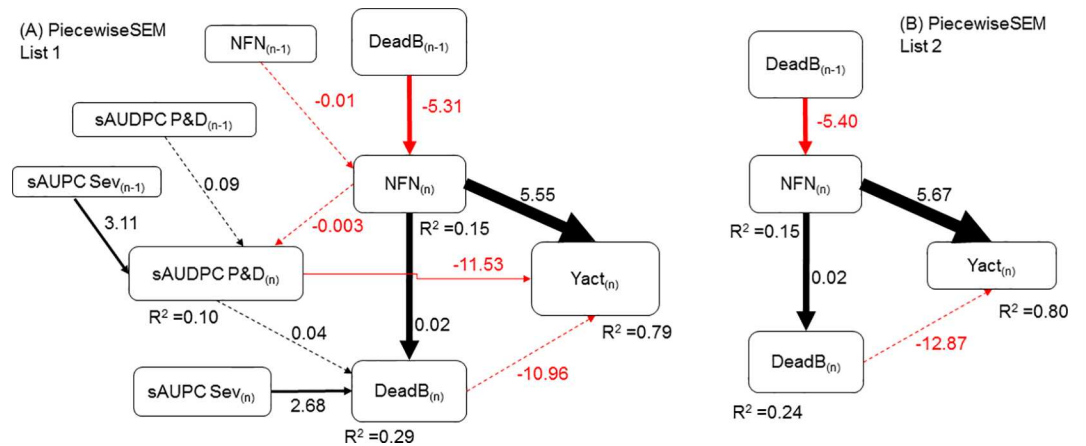 (A) PiecewiseSEM
List 1
NFN(n-1)
DeadB(n-1)
-0.01
-5.31
sAUDPC P&D(n-1)
sAUPC Sev(n-1)
0.09
3.11
NFN(n)
R² =0.15
5.55
-0.003
sAUDPC P&D(n)
R² =0.10
-11.53
Yact(n)
R² =0.79
0.04
0.02
-10.96
sAUPC Sev(n)
2.68
DeadB(n)
R² =0.29
(B) PiecewiseSEM
List 2
DeadB(n-1)
-5.40
NFN(n)
R² =0.15
5.67
Yact(n)
R² =0.80
0.02
-12.87
DeadB(n)
R² =0.24